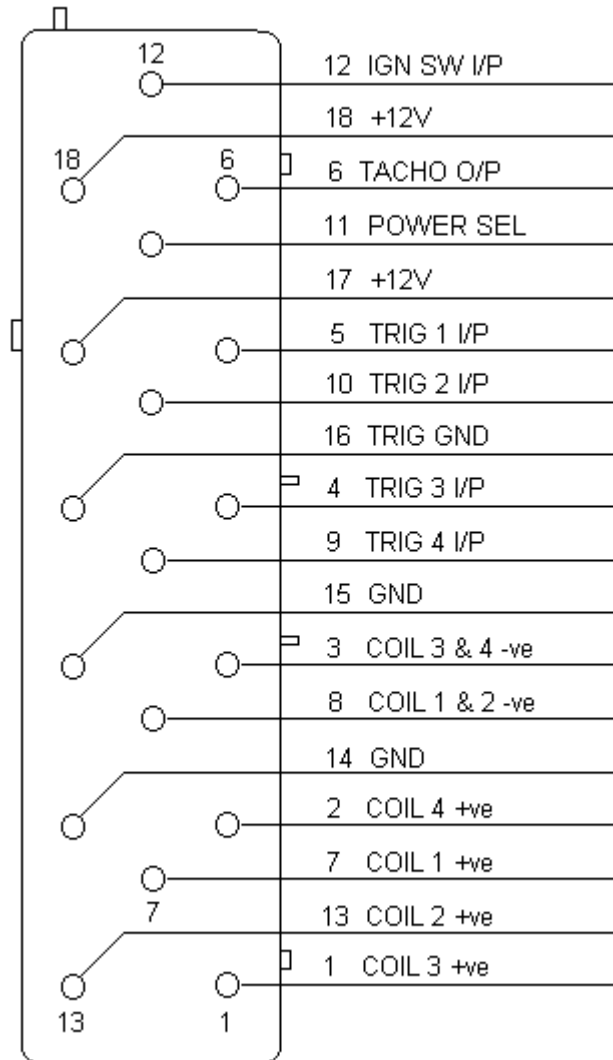 12
12 IGN SW I/P
18 +12V
18
6
6 TACHO O/P
11 POWER SEL
17 +12V
5 TRIG 1 I/P
10 TRIG 2 I/P
16 TRIG GND
4 TRIG 3 I/P
9 TRIG 4 I/P
15 GND
3 COIL 3 & 4 -ve
8 COIL 1 & 2 -ve
14 GND
2 COIL 4 +ve
7 COIL 1 +ve
7
13 COIL 2 +ve
1 COIL 3 +ve
13
1